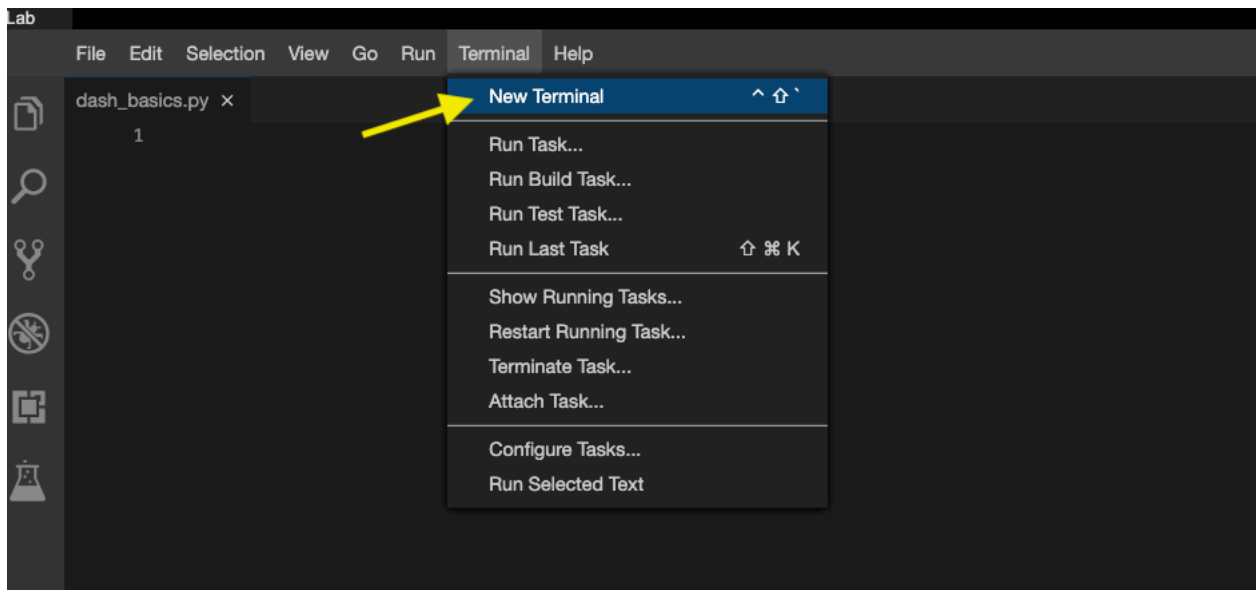 Lab
File Edit Selection View Go Run Terminal Help
dash_basics.py ×
1
New Terminal ^ ⇧ `
Run Task...
Run Build Task...
Run Test Task...
Run Last Task ⇧ ⌘ K
Show Running Tasks...
Restart Running Task...
Terminate Task...
Attach Task...
Configure Tasks...
Run Selected Text